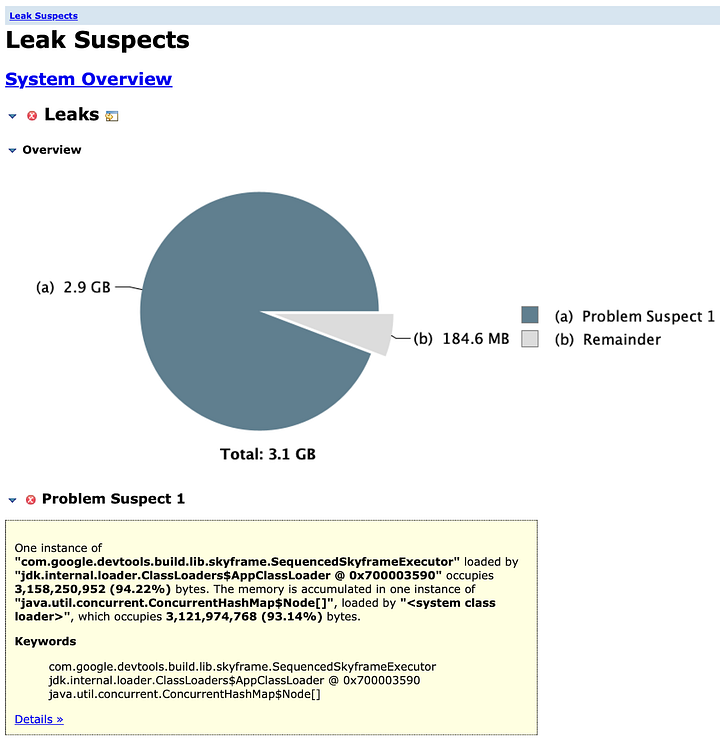 Leak Suspects
Leak Suspects
System Overview
Leaks
Overview
(a) 2.9 GB
(b) 184.6 MB
(a) Problem Suspect 1
(b) Remainder
Total: 3.1 GB
Problem Suspect 1
One instance of
"com.google.devtools.build.lib.skyframe.SequencedSkyframeExecutor" loaded by
"jdk.internal.loader.ClassLoaders$AppClassLoader @ 0x700003590" occupies
3,158,250,952 (94.22%) bytes. The memory is accumulated in one instance of
"java.util.concurrent.ConcurrentHashMap$Node[]", loaded by "<system class
loader>", which occupies 3,121,974,768 (93.14%) bytes.
Keywords
com.google.devtools.build.lib.skyframe.SequencedSkyframeExecutor
jdk.internal.loader.ClassLoaders$AppClassLoader @ 0x700003590
java.util.concurrent.ConcurrentHashMap$Node[]
Details »